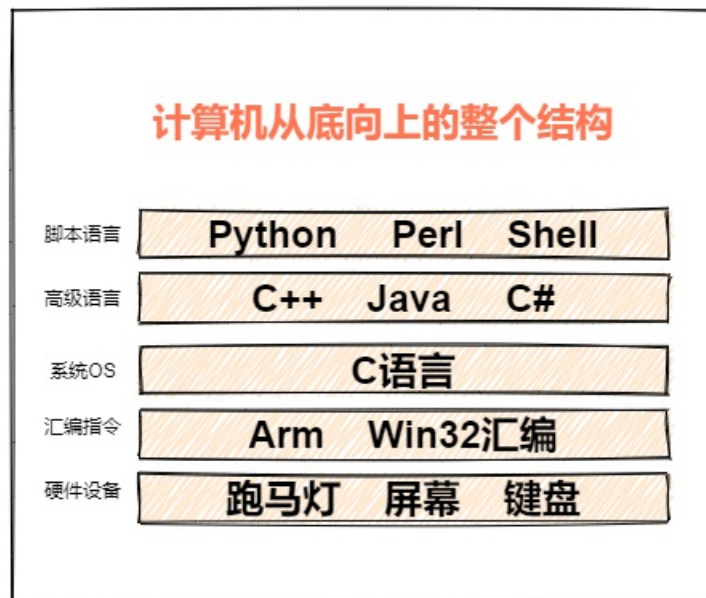 计算机从底向上的整个结构
脚本语言 Python Perl Shell
高级语言 C++ Java C#
系统OS C语言
汇编指令 Arm Win32汇编
硬件设备 跑马灯 屏幕 键盘